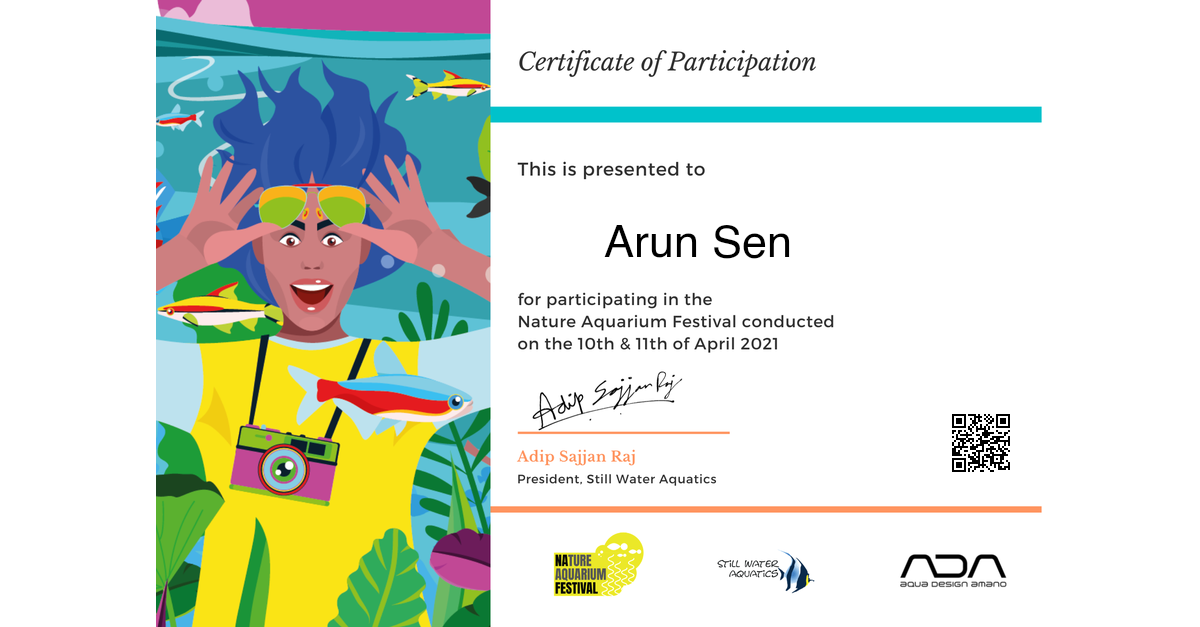 Certificate of Participation
This is presented to
Arun Sen
for participating in the
Nature Aquarium Festival conducted
on the 10th & 11th of April 2021
Adip Sajjan Raj
Adip Sajjan Raj
President, Still Water Aquatics
NATURE
AQUARIUM
FESTIVAL
STILL WATER
AQUATICS
ADA
aqua design amano